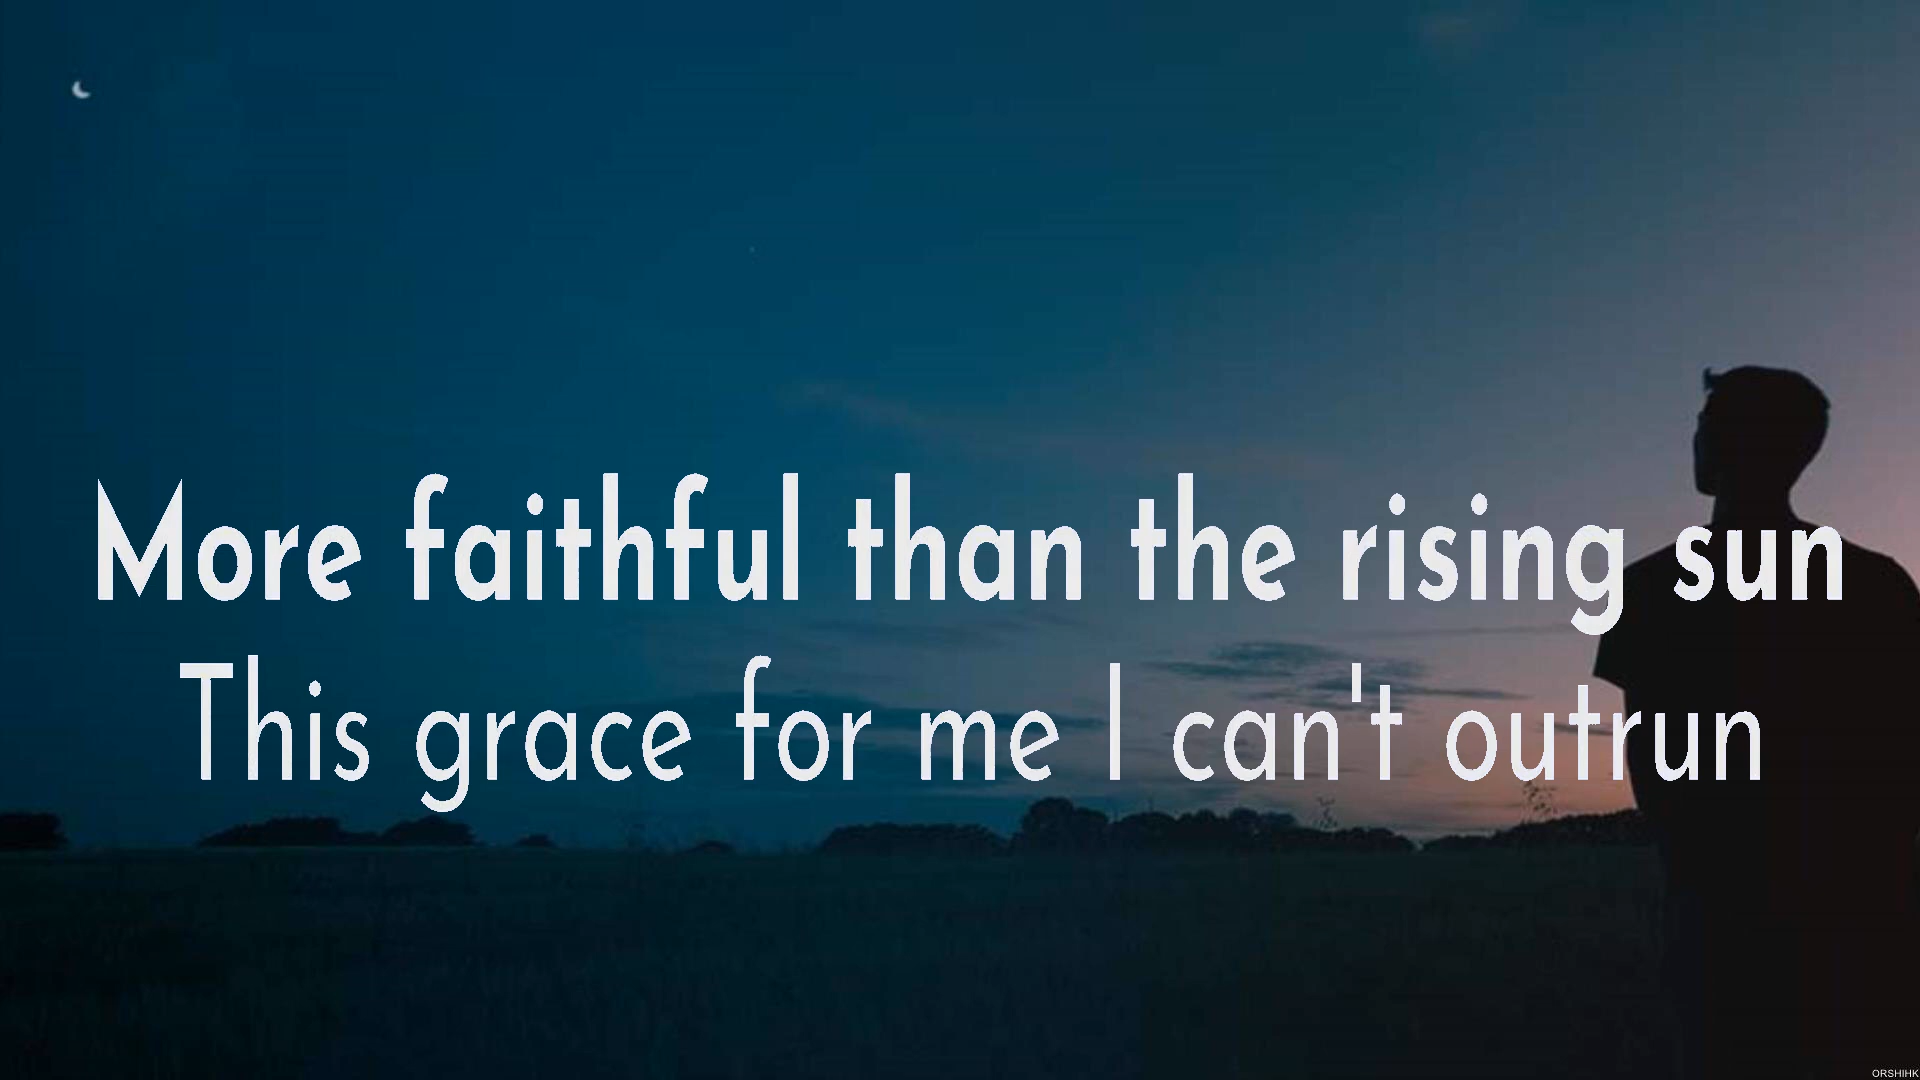 More faithful than the rising sun
This grace for me I can't outrun
ORSHIHK